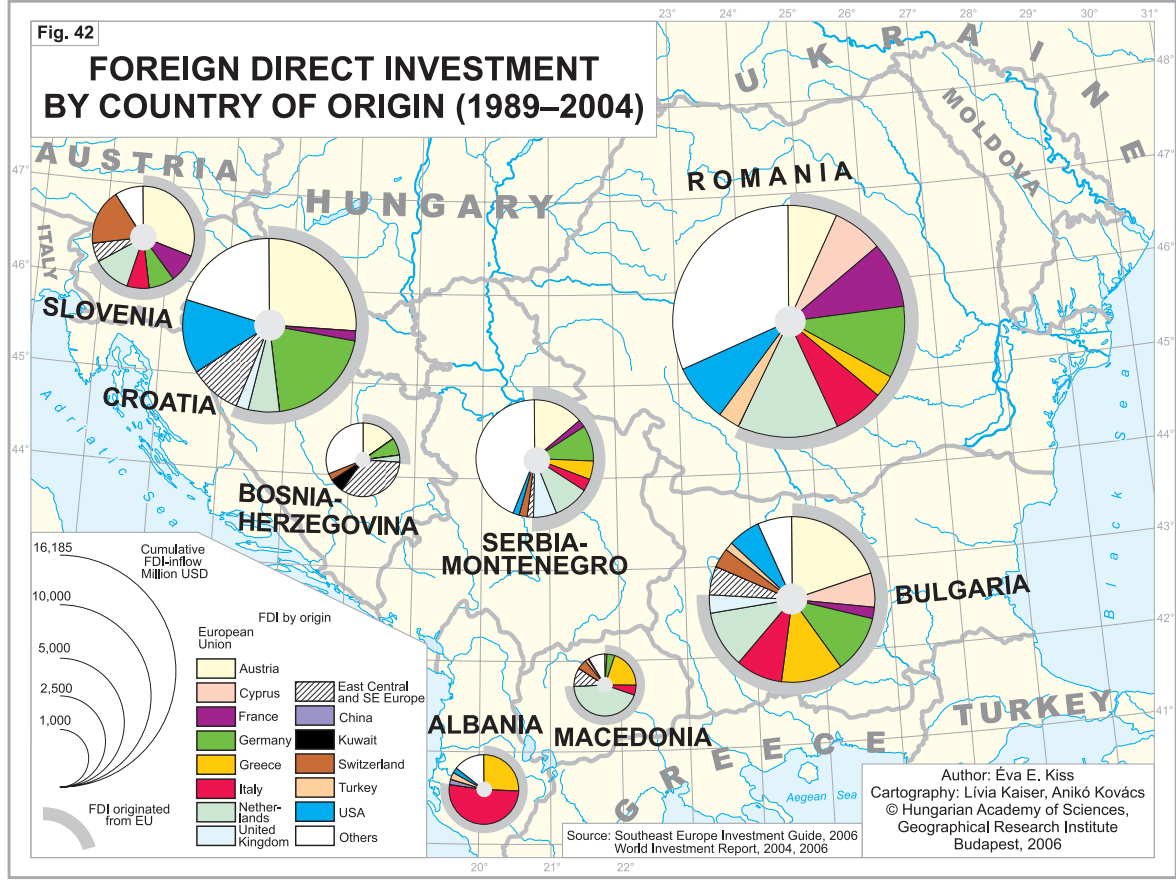 Fig. 42
FOREIGN DIRECT INVESTMENT
BY COUNTRY OF ORIGIN (1989–2004)
23°
24°
25°
26°
27°
28°
29°
30°
31°
48°
47°
46°
45°
44°
43°
42°
41°
47°
46°
45°
44°
20°
21°
22°
UKRAINE
MOLDOVA
AUSTRIA
HUNGARY
ROMANIA
ITALY
SLOVENIA
CROATIA
Adriatic Sea
BOSNIA-
HERZEGOVINA
SERBIA-
MONTENEGRO
BULGARIA
Black Sea
ALBANIA
MACEDONIA
GREECE
TURKEY
Aegean Sea
16,185
10,000
5,000
2,500
1,000
Cumulative
FDI-inflow
Million USD
FDI by origin
European
Union
Austria
Cyprus
France
Germany
Greece
Italy
Nether-
lands
United
Kingdom
East Central
and SE Europe
China
Kuwait
Switzerland
Turkey
USA
Others
FDI originated
from EU
Source: Southeast Europe Investment Guide, 2006
World Investment Report, 2004, 2006
Author: Éva E. Kiss
Cartography: Lívia Kaiser, Anikó Kovács
© Hungarian Academy of Sciences,
Geographical Research Institute
Budapest, 2006